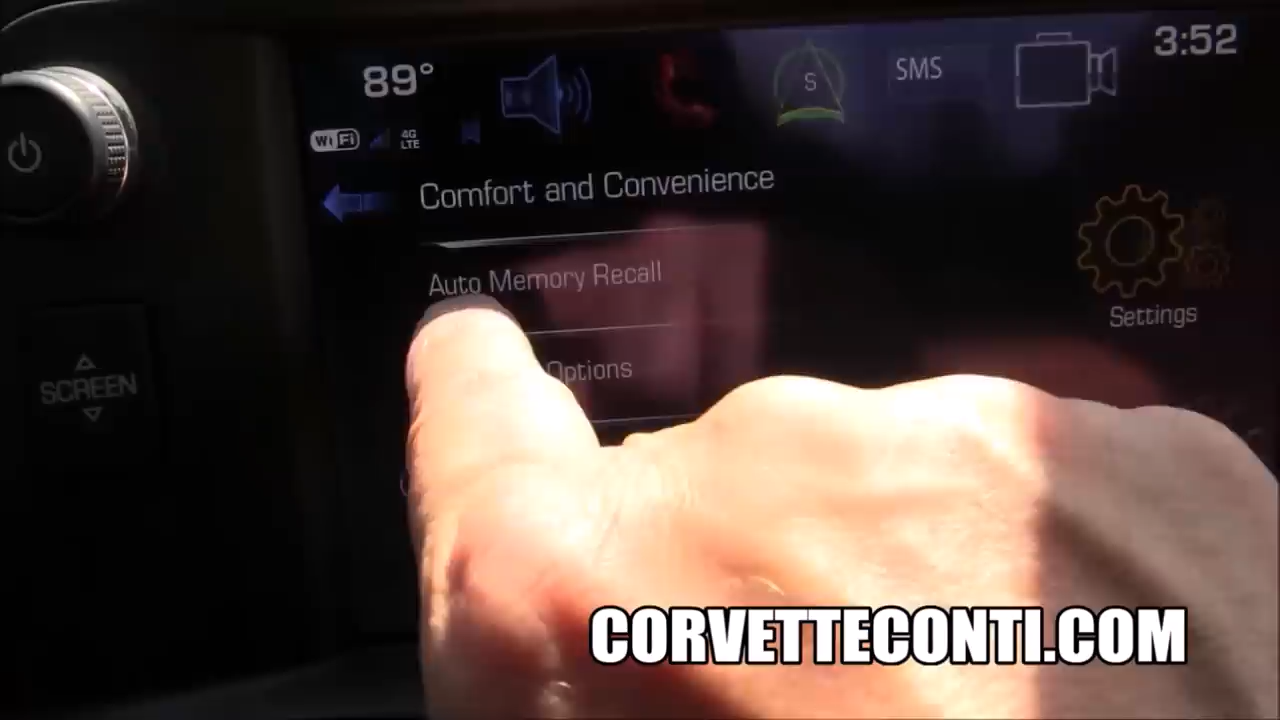 89°
SMS
3:52
WiFi
4G
LTE
Comfort and Convenience
Auto Memory Recall
Options
Settings
SCREEN
S
CORVETTECONTI.COM